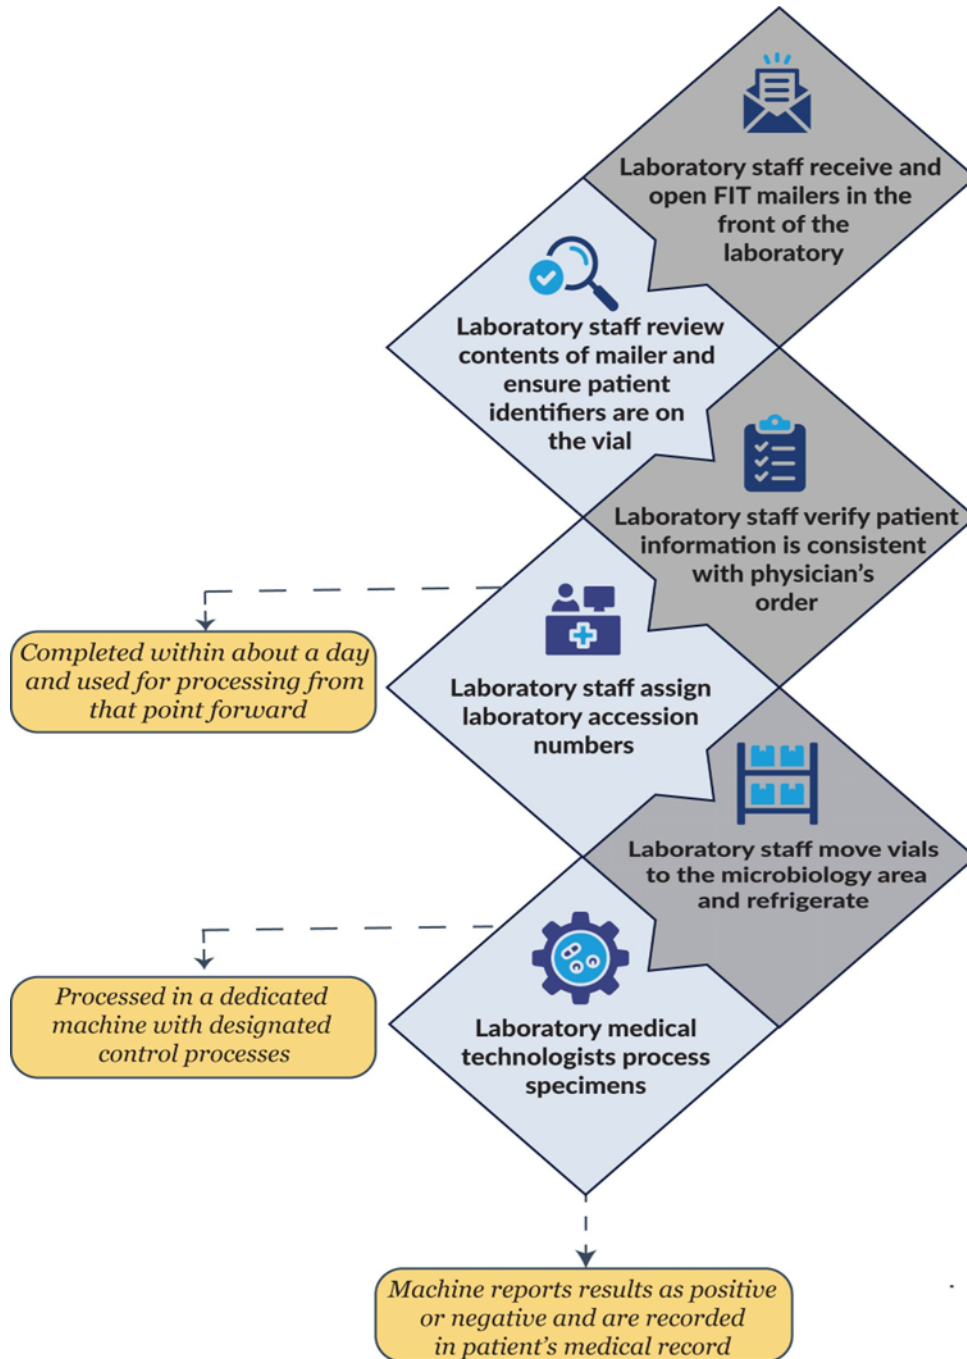 Laboratory staff receive and
open FIT mailers in the
front of the
laboratory
Laboratory staff review
contents of mailer and
ensure patient
identifiers are on
the vial
Laboratory staff verify patient
information is consistent
with physician’s
order
Laboratory staff assign
laboratory accession
numbers
Completed within about a day
and used for processing from
that point forward
Laboratory staff move vials
to the microbiology area
and refrigerate
Laboratory medical
technologists process
specimens
Processed in a dedicated
machine with designated
control processes
Machine reports results as positive
or negative and are recorded
in patient’s medical record